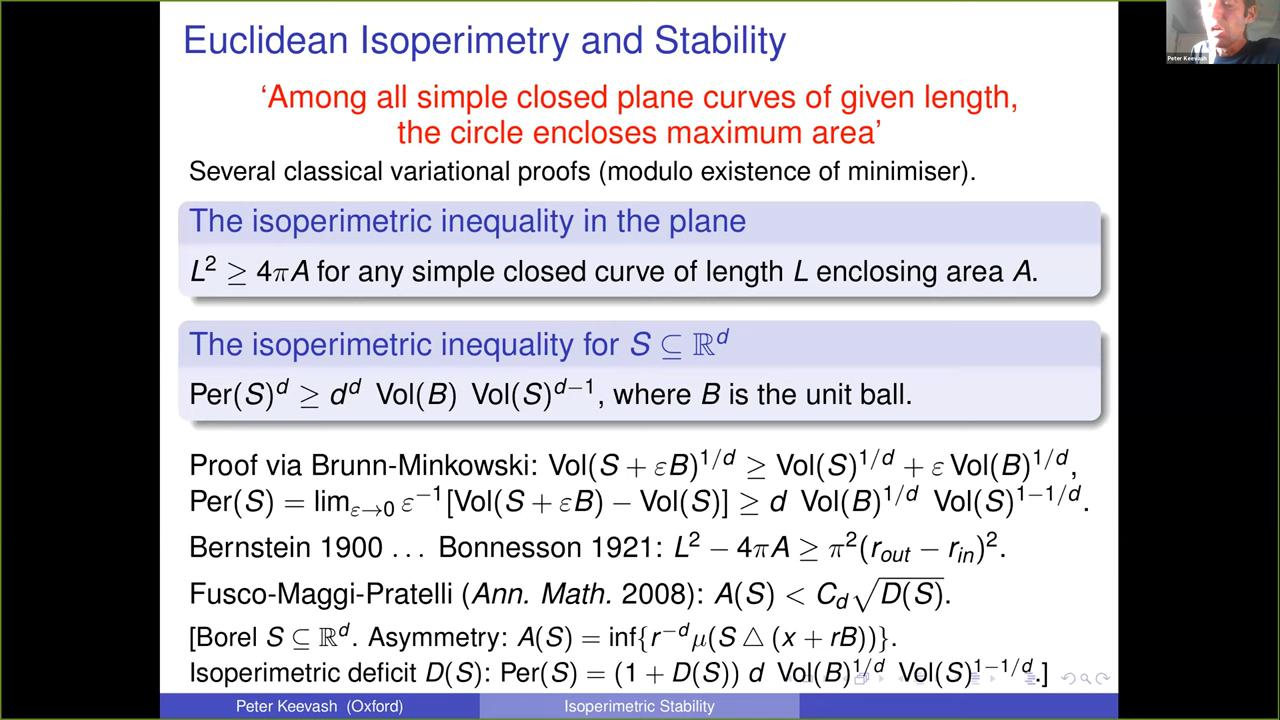 Euclidean Isoperimetry and Stability
‘Among all simple closed plane curves of given length,
the circle encloses maximum area’
Several classical variational proofs (modulo existence of minimiser).
The isoperimetric inequality in the plane
L² ≥ 4πA for any simple closed curve of length L enclosing area A.
The isoperimetric inequality for S ⊆ ℝᵈ
Per(S)ᵈ ≥ dᵈ Vol(B) Vol(S)ᵈ⁻¹, where B is the unit ball.
Proof via Brunn-Minkowski: Vol(S + εB)^{1/d} ≥ Vol(S)^{1/d} + ε Vol(B)^{1/d},
Per(S) = lim_{ε→0} ε⁻¹[Vol(S + εB) − Vol(S)] ≥ d Vol(B)^{1/d} Vol(S)^{1−1/d}.
Bernstein 1900 … Bonnesson 1921: L² − 4πA ≥ π²(r_{out} − r_{in})².
Fusco-Maggi-Pratelli (Ann. Math. 2008): A(S) < C_d√D(S).
[Borel S ⊆ ℝᵈ. Asymmetry: A(S) = inf{r⁻ᵈμ(S △ (x + rB))}.
Isoperimetric deficit D(S): Per(S) = (1 + D(S)) d Vol(B)^{1/d} Vol(S)^{1−1/d}.]
Peter Keevash (Oxford) Isoperimetric Stability
Peter Keevash